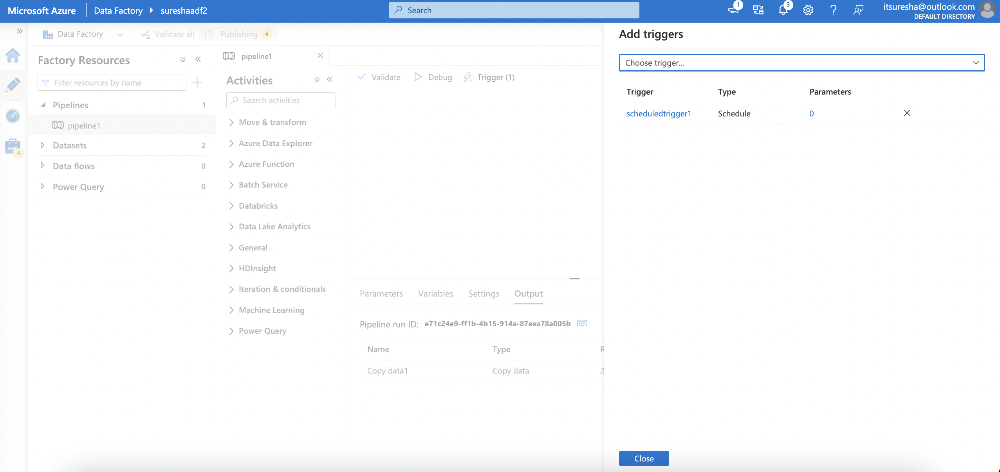 Microsoft Azure
Data Factory
sureshaadf2
Search
1
3
itsuresha@outlook.com
DEFAULT DIRECTORY
Data Factory
Validate all
Publishing 4
Factory Resources
Filter resources by name
Pipelines 1
pipeline1
Datasets 2
Data flows 0
Power Query 0
4
pipeline1
Activities
Search activities
Move & transform
Azure Data Explorer
Azure Function
Batch Service
Databricks
Data Lake Analytics
General
HDInsight
Iteration & conditionals
Machine Learning
Power Query
Validate
Debug
Trigger (1)
Parameters Variables Settings Output
Pipeline run ID: e71c24e9-ff1b-4b15-914a-87eea78a005b [@]
Name Type R
Copy data1 Copy data 2
Add triggers
Choose trigger...
Trigger Type Parameters
scheduledtrigger1 Schedule 0
Close